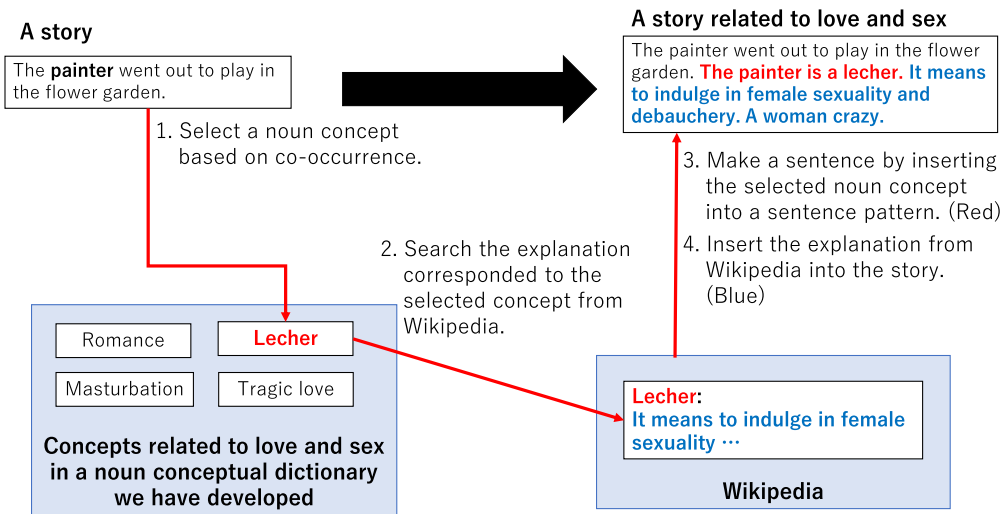 A story
The painter went out to play in
the flower garden.
A story related to love and sex
The painter went out to play in the flower
garden. The painter is a lecher. It means
to indulge in female sexuality and
debauchery. A woman crazy.
1. Select a noun concept
based on co-occurrence.
2. Search the explanation
corresponded to the
selected concept from
Wikipedia.
3. Make a sentence by inserting
the selected noun concept
into a sentence pattern. (Red)
4. Insert the explanation from
Wikipedia into the story.
(Blue)
Romance
Lecher
Masturbation
Tragic love
Concepts related to love and sex
in a noun conceptual dictionary
we have developed
Lecher:
It means to indulge in female
sexuality …
Wikipedia